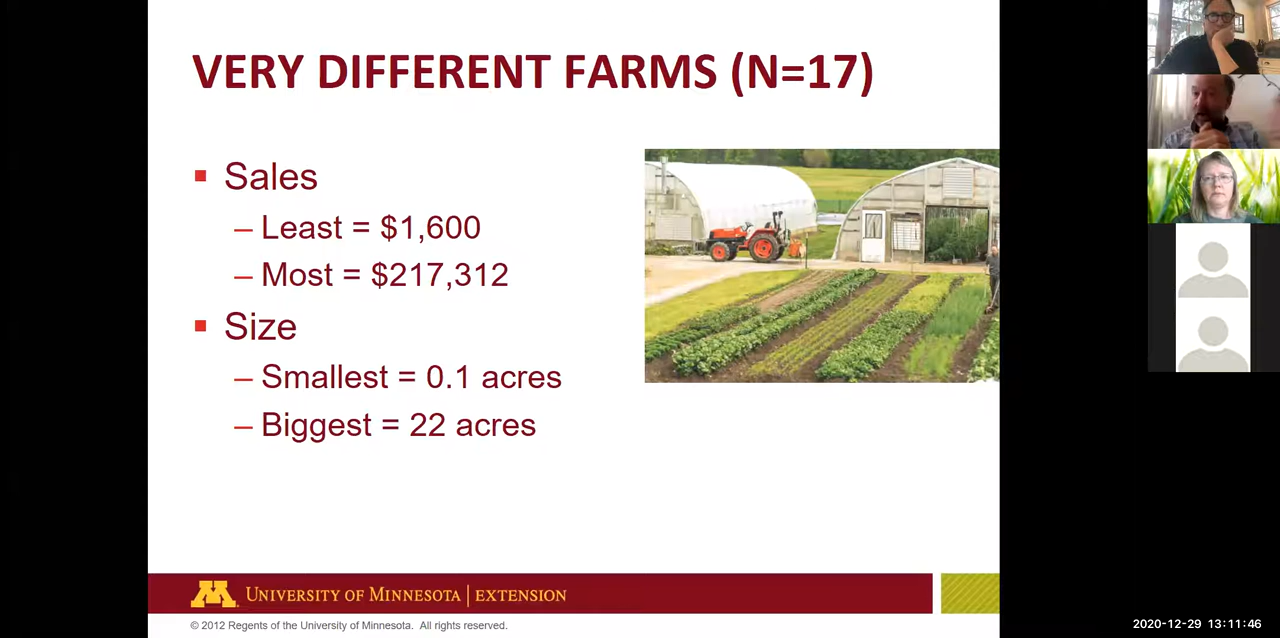 VERY DIFFERENT FARMS (N=17)
Sales
– Least = $1,600
– Most = $217,312
Size
– Smallest = 0.1 acres
– Biggest = 22 acres
M UNIVERSITY OF MINNESOTA | EXTENSION
© 2012 Regents of the University of Minnesota. All rights reserved.
2020-12-29 13:11:46